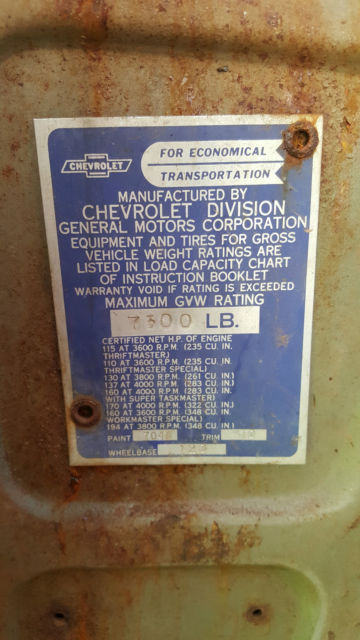 CHEVROLET
FOR ECONOMICAL
TRANSPORTATION
MANUFACTURED BY
CHEVROLET DIVISION
GENERAL MOTORS CORPORATION
EQUIPMENT AND TIRES FOR GROSS
VEHICLE WEIGHT RATINGS ARE
LISTED IN LOAD CAPACITY CHART
OF INSTRUCTION BOOKLET
WARRANTY VOID IF RATING IS EXCEEDED
MAXIMUM GVW RATING
7300 LB.
CERTIFIED NET H.P. OF ENGINE
115 AT 3600 R.P.M. (235 CU. IN.
THRIFTMASTER)
110 AT 3600 R.P.M. (235 CU. IN.
THRIFTMASTER SPECIAL)
130 AT 3800 R.P.M. (261 CU IN.)
137 AT 4000 R.P.M. (283 CU. IN.)
160 AT 4000 R.P.M. (283 CU. IN.
WITH SUPER TASKMASTER)
170 AT 4000 R.P.M. (322 CU. IN.)
160 AT 3600 R.P.M. (348 CU. IN.
WORKMASTER SPECIAL)
194 AT 3800 R.P.M. (348 CU. IN.)
PAINT TRIM
WHEELBASE